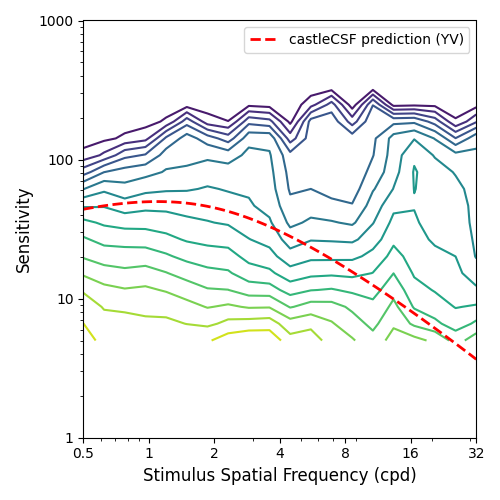 1000
castleCSF prediction (YV)
100
10
1
Sensitivity
0.5 1 2 4 8 16 32
Stimulus Spatial Frequency (cpd)